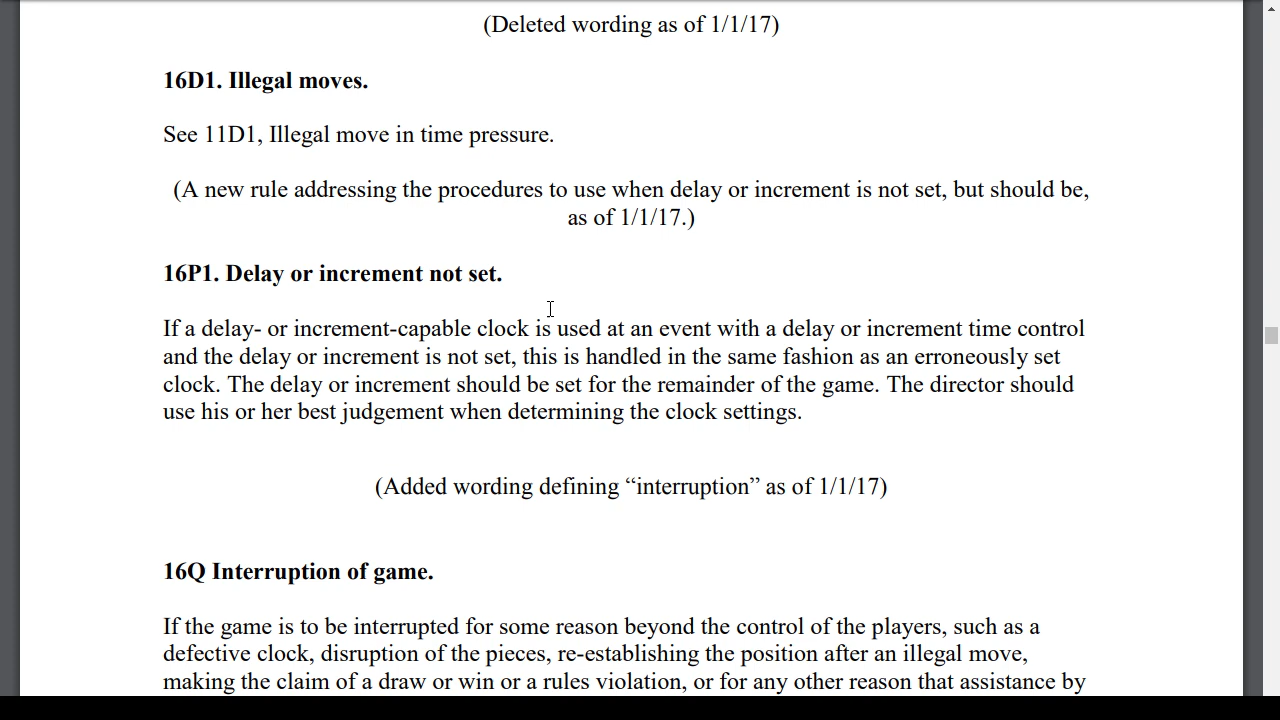 (Deleted wording as of 1/1/17)
16D1. Illegal moves.
See 11D1, Illegal move in time pressure.
(A new rule addressing the procedures to use when delay or increment is not set, but should be,
as of 1/1/17.)
16P1. Delay or increment not set.
If a delay- or increment-capable clock is used at an event with a delay or increment time control
and the delay or increment is not set, this is handled in the same fashion as an erroneously set
clock. The delay or increment should be set for the remainder of the game. The director should
use his or her best judgement when determining the clock settings.
(Added wording defining “interruption” as of 1/1/17)
16Q Interruption of game.
If the game is to be interrupted for some reason beyond the control of the players, such as a
defective clock, disruption of the pieces, re-establishing the position after an illegal move,
making the claim of a draw or win or a rules violation, or for any other reason that assistance by